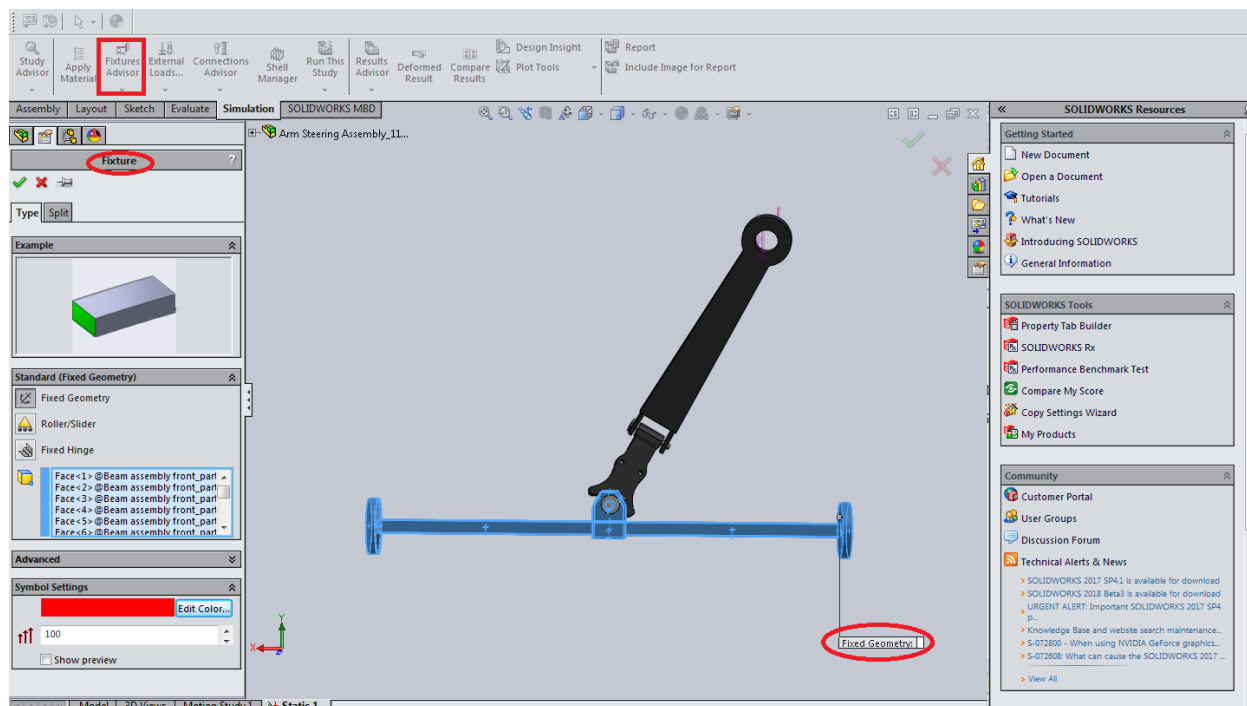 Study Advisor
Apply Material
Fixtures Advisor
External Loads...
Connections Advisor
Shell Manager
Run This Study
Results Advisor
Deformed Result
Compare Results
Design Insight
Plot Tools
Report
Include Image for Report
Assembly Layout Sketch Evaluate Simulation SOLIDWORKS MBD
Arm Steering Assembly_11...
Fixture ?
Type Split
Example
Standard (Fixed Geometry)
Fixed Geometry
Roller/Slider
Fixed Hinge
Face<1>@Beam assembly front_part
Face<2>@Beam assembly front_part
Face<3>@Beam assembly front_part
Face<4>@Beam assembly front_part
Face<5>@Beam assembly front_part
Face<6>@Beam assembly front_part
Advanced
Symbol Settings
Edit Color...
100
Show preview
Y
X
Z
Fixed Geometry:
Model 3D Views Motion Study 1 Static 1
SOLIDWORKS Resources
Getting Started
New Document
Open a Document
Tutorials
What's New
Introducing SOLIDWORKS
General Information
SOLIDWORKS Tools
Property Tab Builder
SOLIDWORKS Rx
Performance Benchmark Test
Compare My Score
Copy Settings Wizard
My Products
Community
Customer Portal
User Groups
Discussion Forum
Technical Alerts & News
SOLIDWORKS 2017 SP4.1 is available for download
SOLIDWORKS 2018 Beta3 is available for download
URGENT ALERT: Important SOLIDWORKS 2017 SP4
p...
Knowledge Base and website search maintenance...
S-072800 - When using NVIDIA GeForce graphics...
S-072608: What can cause the SOLIDWORKS 2017 ...
View All